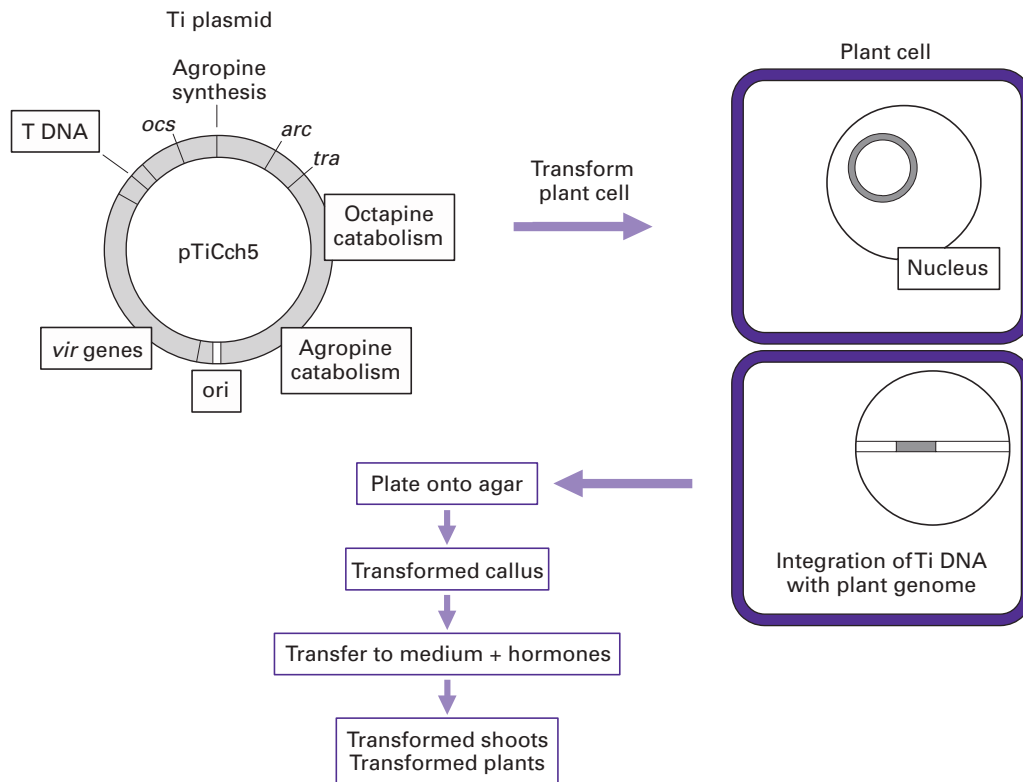 Ti plasmid
Agropine
synthesis
T DNA
ocs
arc
tra
Octapine
catabolism
pTiCch5
vir genes
ori
Agropine
catabolism
Transform
plant cell
Plant cell
Nucleus
Integration of Ti DNA
with plant genome
Plate onto agar
Transformed callus
Transfer to medium + hormones
Transformed shoots
Transformed plants